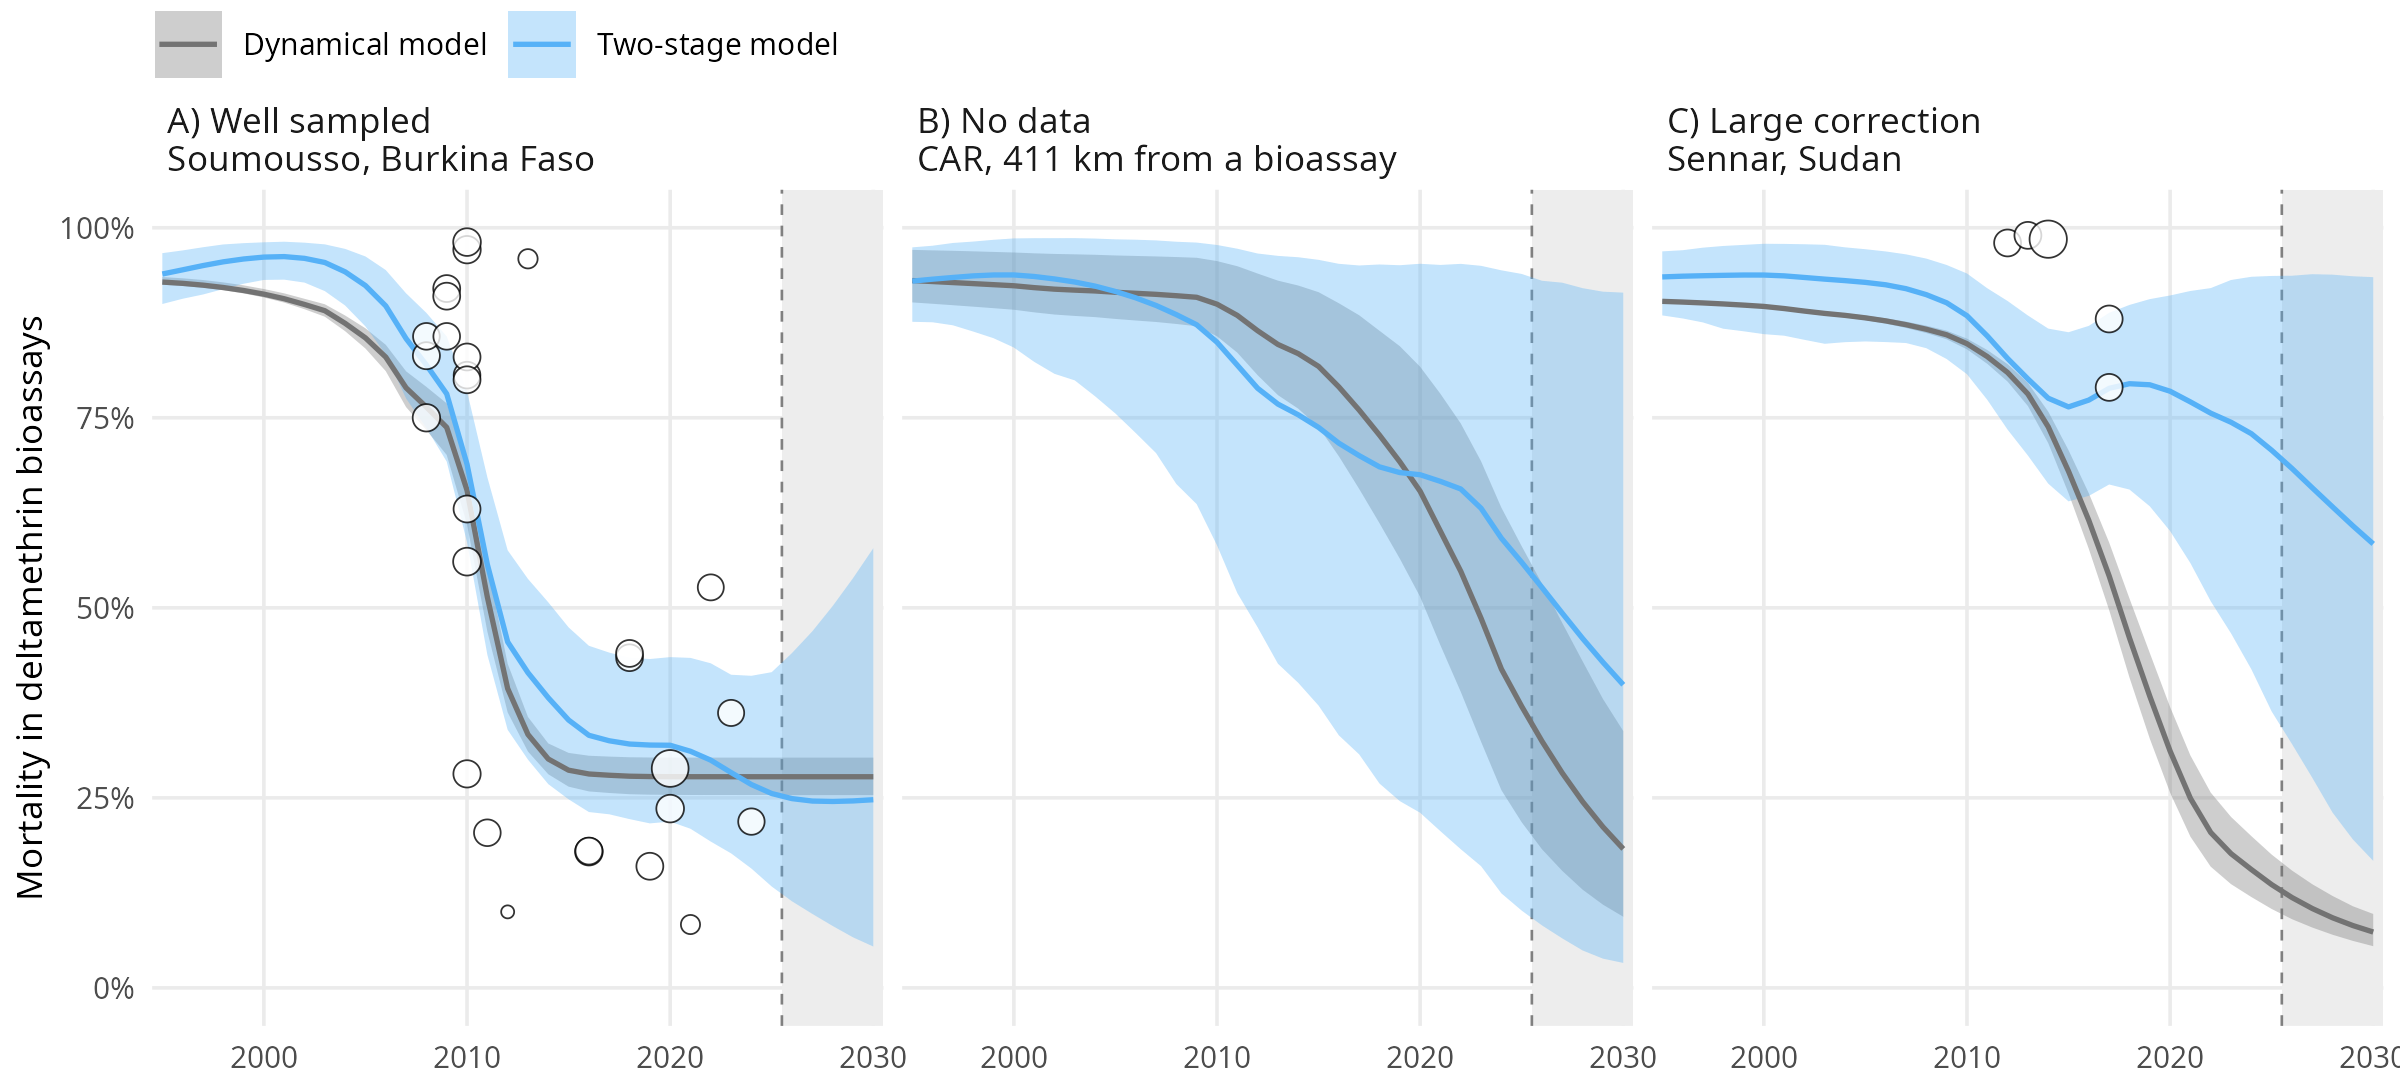 Dynamical model
Two-stage model
A) Well sampled
Soumousso, Burkina Faso
B) No data
CAR, 411 km from a bioassay
C) Large correction
Sennar, Sudan
Mortality in deltamethrin bioassays
100%
75%
50%
25%
0%
2000 2010 2020 2030
2000 2010 2020 2030
2000 2010 2020 2030